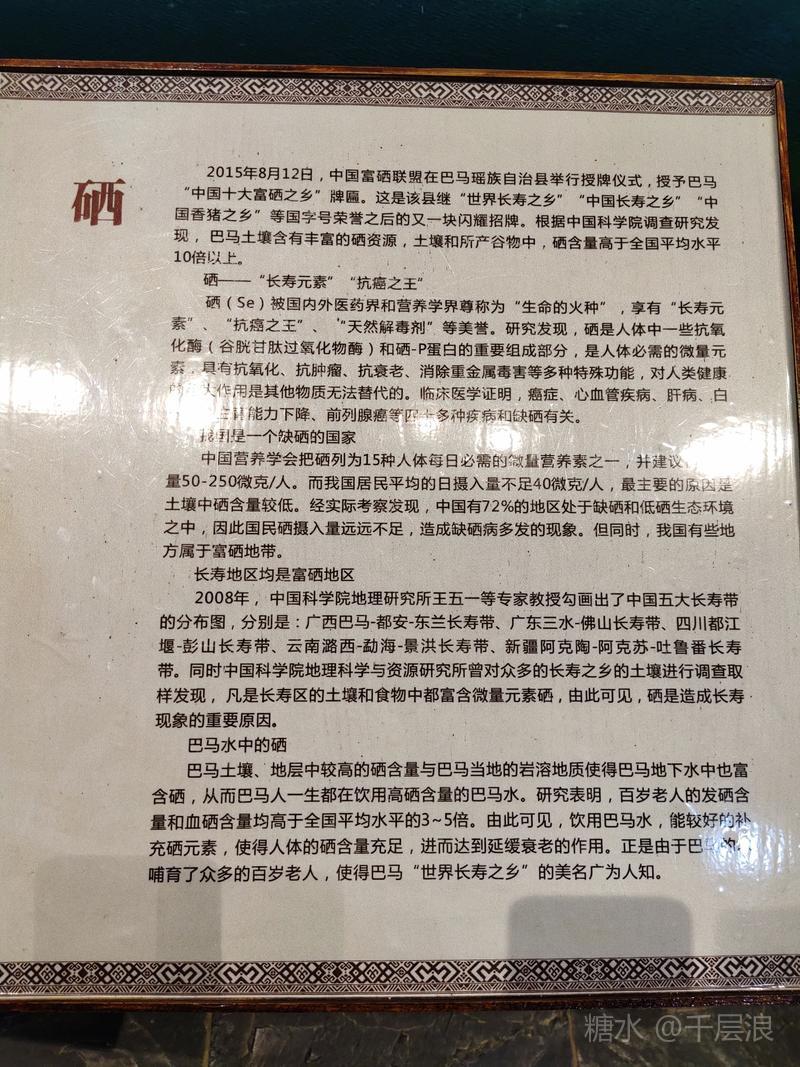 硒
2015年8月12日，中国富硒联盟在巴马瑶族自治县举行授牌仪式，授予巴马
“中国十大富硒之乡”牌匾。这是该县继“世界长寿之乡”“中国长寿之乡”“中
国香猪之乡”等国字号荣誉之后的又一块闪耀招牌。根据中国科学院调查研究发
现，巴马土壤含有丰富的硒资源，土壤和所产谷物中，硒含量高于全国平均水平
10倍以上。
硒——“长寿元素”“抗癌之王”
硒（Se）被国内外医药界和营养学界尊称为“生命的火种”，享有“长寿元
素”、“抗癌之王”、“天然解毒剂”等美誉。研究发现，硒是人体中一些抗氧
化酶（谷胱甘肽过氧化物酶）和硒-P蛋白的重要组成部分，是人体必需的微量元
素，具有抗氧化、抗肿瘤、抗衰老、消除重金属毒害等多种特殊功能，对人类健康
作用是其他物质无法替代的。临床医学证明，癌症、心血管疾病、肝病、白
能力下降、前列腺癌等四十多种疾病和缺硒有关。
我国是一个缺硒的国家
中国营养学会把硒列为15种人体每日必需的微量营养素之一，并建议
量50-250微克/人。而我国居民平均的日摄入量不足40微克/人，最主要的原因是
土壤中硒含量较低。经实际考察发现，中国有72%的地区处于缺硒和低硒生态环境
之中，因此国民硒摄入量远远不足，造成缺硒病多发的现象。但同时，我国有些地
方属于富硒地带。
长寿地区均是富硒地区
2008年，中国科学院地理研究所王五一等专家教授勾画出了中国五大长寿带
的分布图，分别是：广西巴马-都安-东兰长寿带、广东三水-佛山长寿带、四川都江
堰-彭山长寿带、云南潞西-勐海-景洪长寿带、新疆阿克陶-阿克苏-吐鲁番长寿
带。同时中国科学院地理科学与资源研究所曾对众多的长寿之乡的土壤进行调查取
样发现，凡是长寿区的土壤和食物中都富含微量元素硒，由此可见，硒是造成长寿
现象的重要原因。
巴马水中的硒
巴马土壤、地层中较高的硒含量与巴马当地的岩溶地质使得巴马地下水中也富
含硒，从而巴马人一生都在饮用高硒含量的巴马水。研究表明，百岁老人的发硒含
量和血硒含量均高于全国平均水平的3~5倍。由此可见，饮用巴马水，能较好的补
充硒元素，使得人体的硒含量充足，进而达到延缓衰老的作用。正是由于巴
哺育了众多的百岁老人，使得巴马“世界长寿之乡”的美名广为人知。
糖水 @千层浪